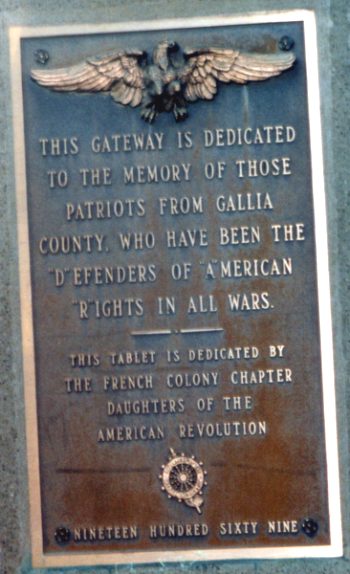 THIS GATEWAY IS DEDICATED
TO THE MEMORY OF THOSE
PATRIOTS FROM GALLIA
COUNTY, WHO HAVE BEEN THE
"D"EFENDERS OF "A"MERICAN
"R"IGHTS IN ALL WARS.
THIS TABLET IS DEDICATED BY
THE FRENCH COLONY CHAPTER
DAUGHTERS OF THE
AMERICAN REVOLUTION
NINETEEN HUNDRED SIXTY NINE